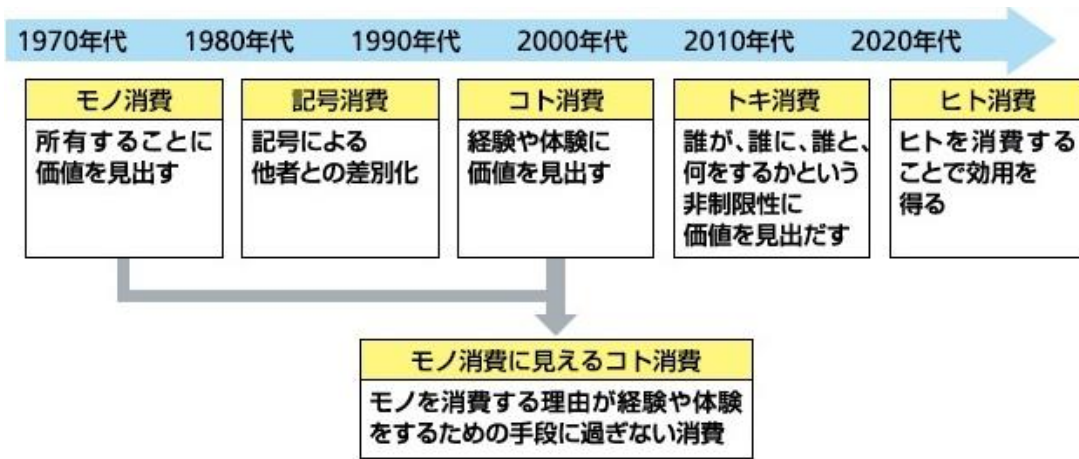 1970年代 1980年代 1990年代 2000年代 2010年代 2020年代
モノ消費
所有することに
価値を見出す
記号消費
記号による
他者との差別化
コト消費
経験や体験に
価値を見出す
トキ消費
誰が、誰に、誰と、
何をするかという
非制限性に
価値を見出だす
ヒト消費
ヒトを消費する
ことで効用を
得る
モノ消費に見えるコト消費
モノを消費する理由が経験や体験
をするための手段に過ぎない消費